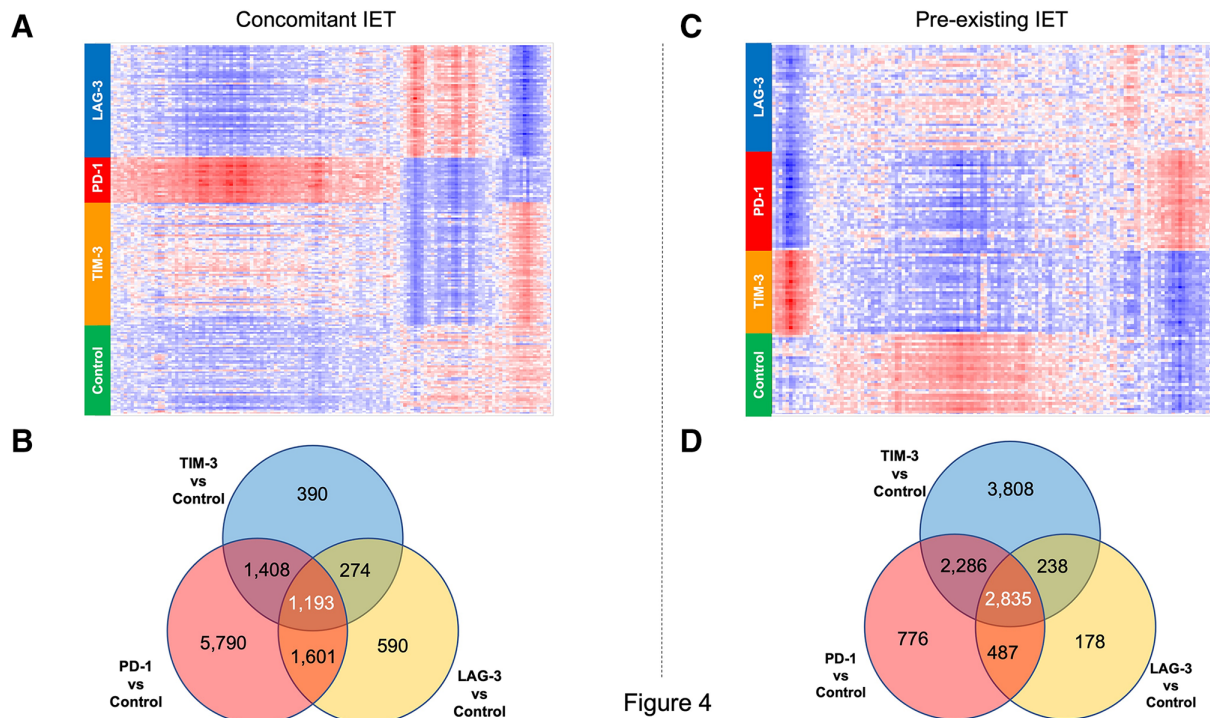 A
Concomitant IET
LAG-3
PD-1
TIM-3
Control
B
TIM-3
vs
Control
390
1,408
274
1,193
5,790
1,601
590
PD-1
vs
Control
LAG-3
vs
Control
Figure 4
C
Pre-existing IET
LAG-3
PD-1
TIM-3
Control
D
TIM-3
vs
Control
3,808
2,286
238
2,835
776
487
178
PD-1
vs
Control
LAG-3
vs
Control